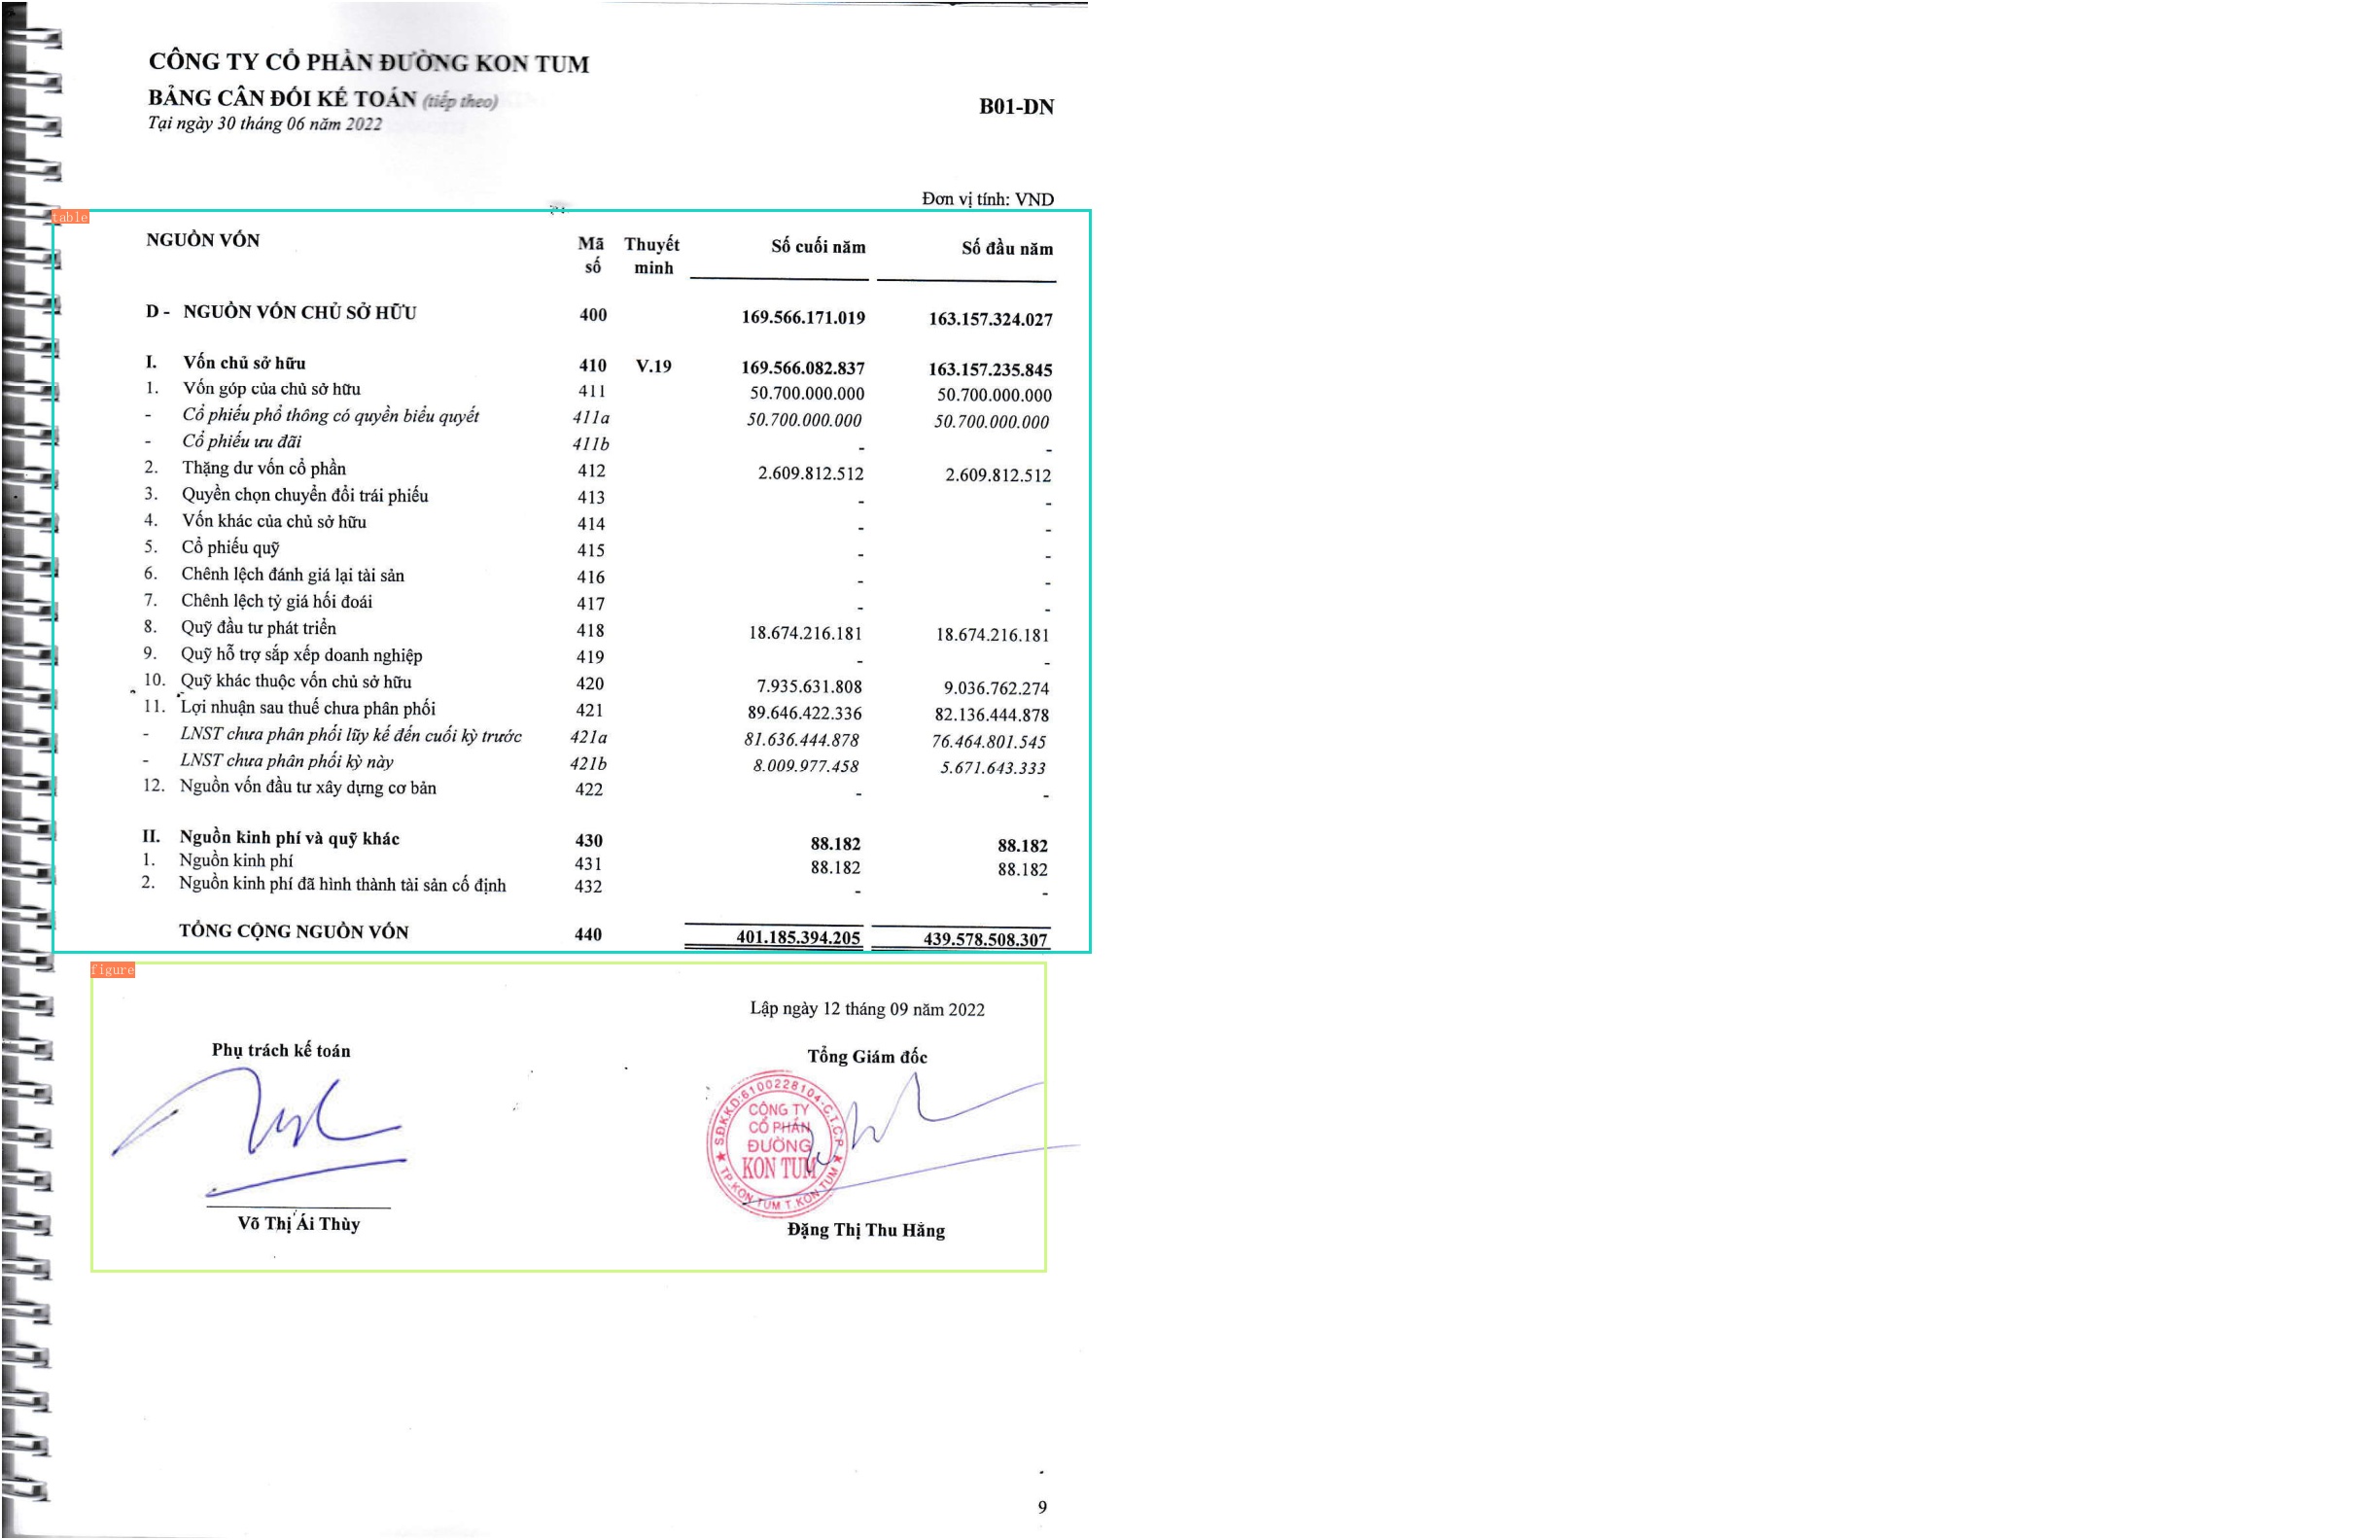 CÔNG TY CỔ PHẦN ĐƯỜNG KON TUM
BẢNG CÂN ĐỐI KẾ TOÁN (tiếp theo)
B01-DN
Tại ngày 30 tháng 06 năm 2022
Đơn vị tính: VND
table
NGUỒN VỐN Mã số Thuyết minh Số cuối năm Số đầu năm
D - NGUỒN VỐN CHỦ SỞ HỮU 400 169.566.171.019 163.157.324.027
I. Vốn chủ sở hữu 410 V.19 169.566.082.837 163.157.235.845
1. Vốn góp của chủ sở hữu 411 50.700.000.000 50.700.000.000
- Cổ phiếu phổ thông có quyền biểu quyết 411a 50.700.000.000 50.700.000.000
- Cổ phiếu ưu đãi 411b - -
2. Thặng dư vốn cổ phần 412 2.609.812.512 2.609.812.512
3. Quyền chọn chuyển đổi trái phiếu 413 - -
4. Vốn khác của chủ sở hữu 414 - -
5. Cổ phiếu quỹ 415 - -
6. Chênh lệch đánh giá lại tài sản 416 - -
7. Chênh lệch tỷ giá hối đoái 417 - -
8. Quỹ đầu tư phát triển 418 18.674.216.181 18.674.216.181
9. Quỹ hỗ trợ sắp xếp doanh nghiệp 419 - -
10. Quỹ khác thuộc vốn chủ sở hữu 420 7.935.631.808 9.036.762.274
11. Lợi nhuận sau thuế chưa phân phối 421 89.646.422.336 82.136.444.878
- LNST chưa phân phối lũy kế đến cuối kỳ trước 421a 81.636.444.878 76.464.801.545
- LNST chưa phân phối kỳ này 421b 8.009.977.458 5.671.643.333
12. Nguồn vốn đầu tư xây dựng cơ bản 422 - -
II. Nguồn kinh phí và quỹ khác 430 88.182 88.182
1. Nguồn kinh phí 431 88.182 88.182
2. Nguồn kinh phí đã hình thành tài sản cố định 432 - -
TỔNG CỘNG NGUỒN VỐN 440 401.185.394.205 439.578.508.307
figure
Lập ngày 12 tháng 09 năm 2022
Phụ trách kế toán Tổng Giám đốc
S.Đ.K.K.D:6100228104-C.T.C.P
CÔNG TY
CỔ PHẦN
ĐƯỜNG
KON TUM
TP.KON TUM T.KON TUM
Võ Thị Ái Thùy Đặng Thị Thu Hằng
9